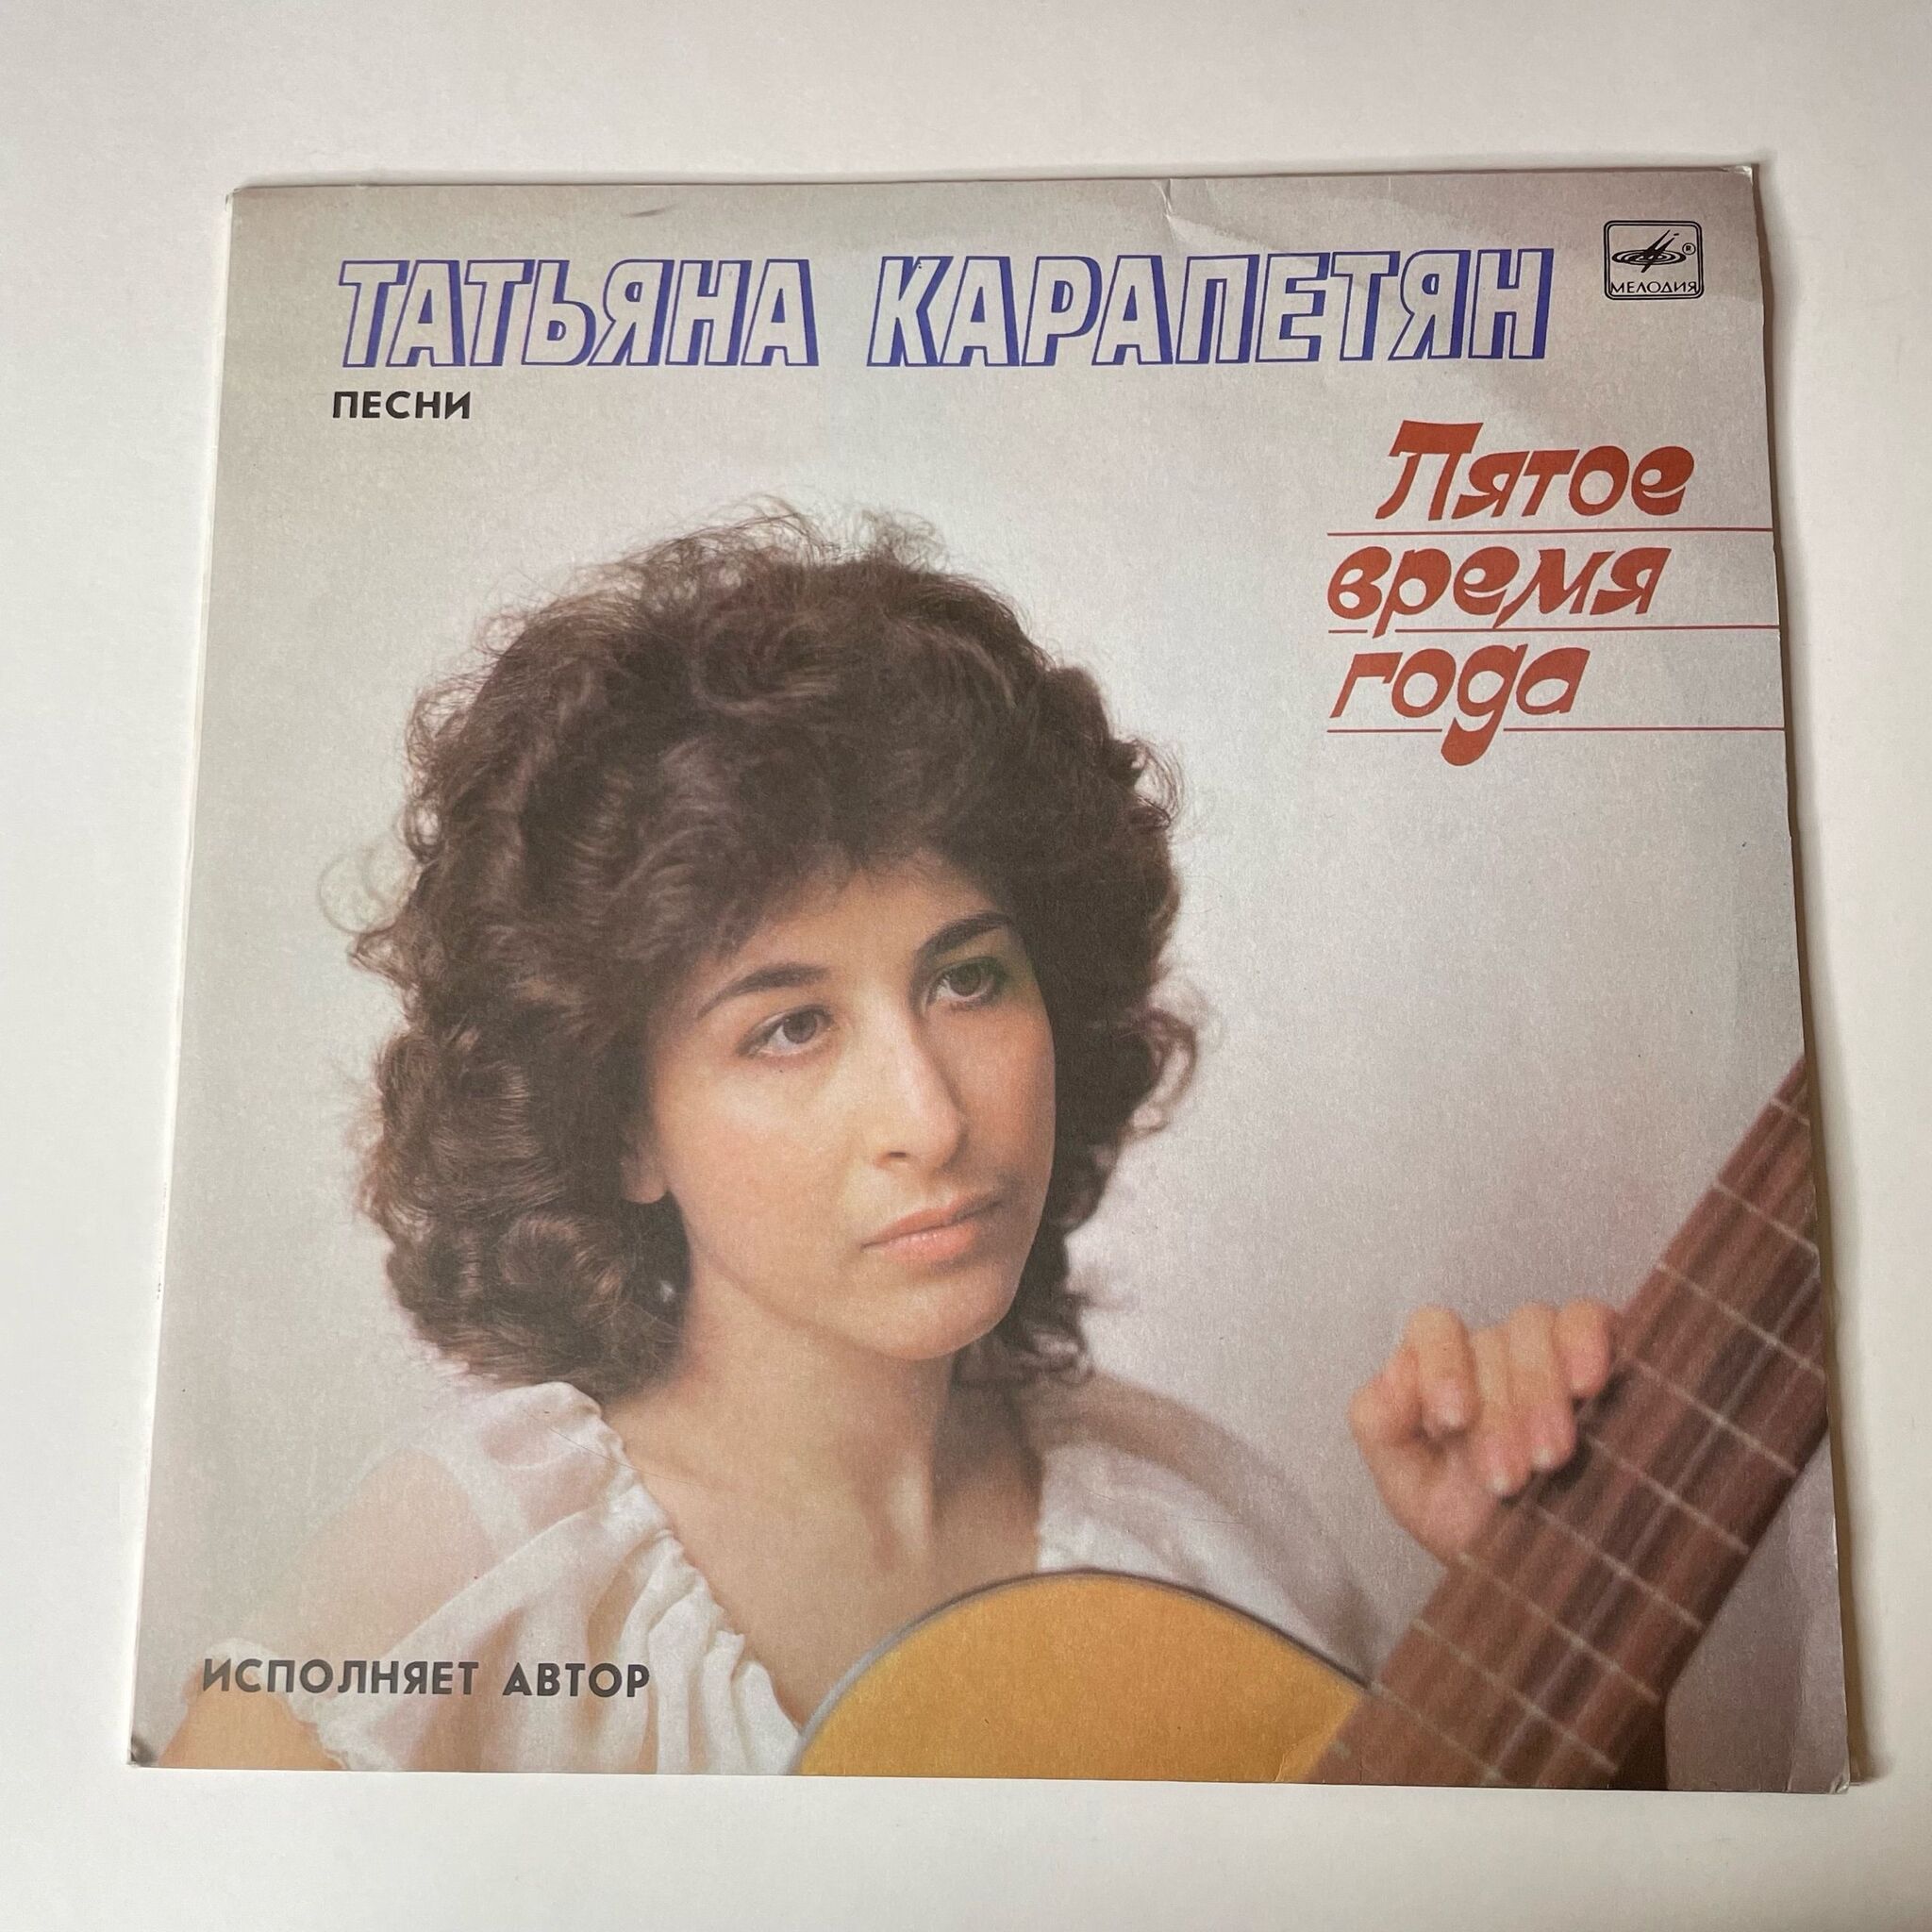 ТАТЬЯНА КАРАПЕТЯН
®
МЕЛОДИЯ
ПЕСНИ
Пятое
время
года
ИСПОЛНЯЕТ АВТОР